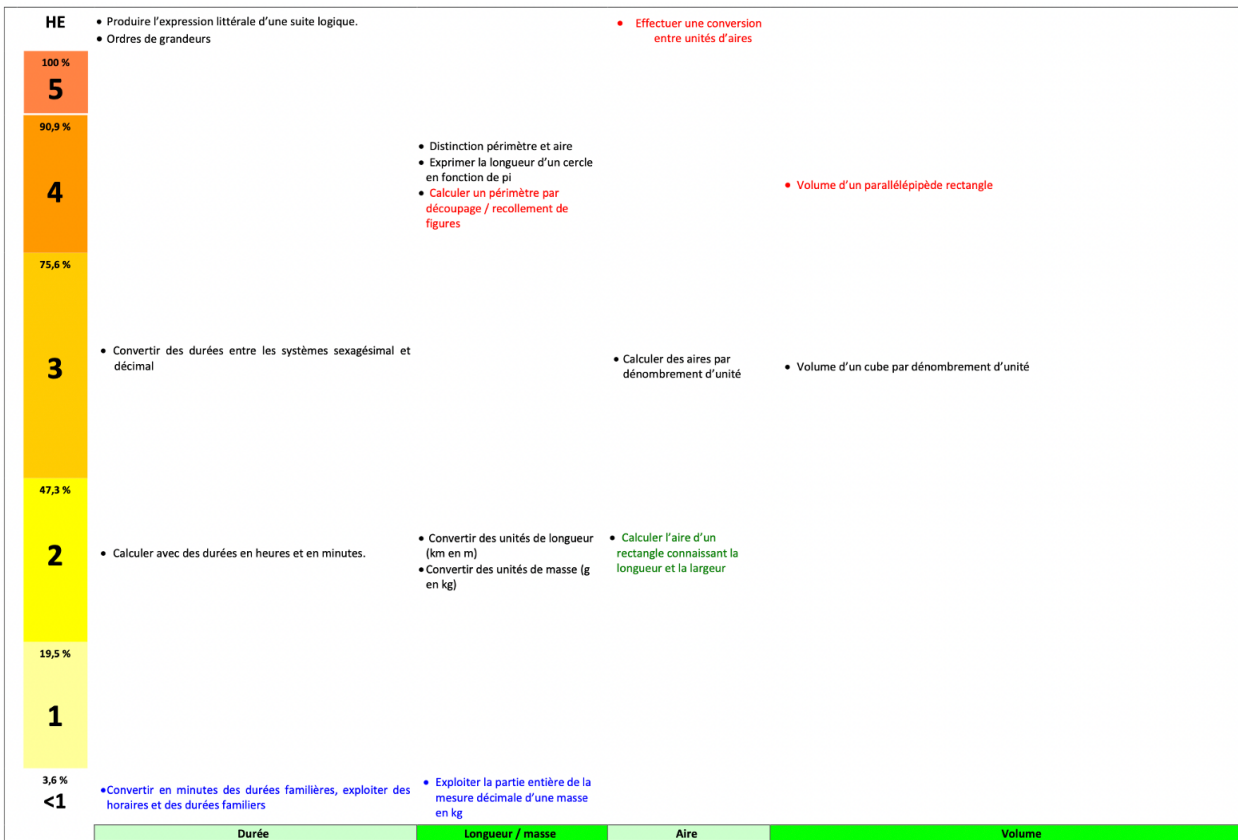 HE
• Produire l’expression littérale d’une suite logique.
• Ordres de grandeurs
• Effectuer une conversion
entre unités d’aires
100 %
5
90,9 %
4
• Distinction périmètre et aire
• Exprimer la longueur d’un cercle
en fonction de pi
• Calculer un périmètre par
découpage / recollement de
figures
• Volume d’un parallélépipède rectangle
75,6 %
3
• Convertir des durées entre les systèmes sexagésimal et
décimal
• Calculer des aires par
dénombrement d’unité
• Volume d’un cube par dénombrement d’unité
47,3 %
2
• Calculer avec des durées en heures et en minutes.
• Convertir des unités de longueur
(km en m)
• Convertir des unités de masse (g
en kg)
• Calculer l’aire d’un
rectangle connaissant la
longueur et la largeur
19,5 %
1
3,6 %
<1
• Convertir en minutes des durées familières, exploiter des
horaires et des durées familiers
• Exploiter la partie entière de la
mesure décimale d’une masse
en kg
Durée
Longueur / masse
Aire
Volume